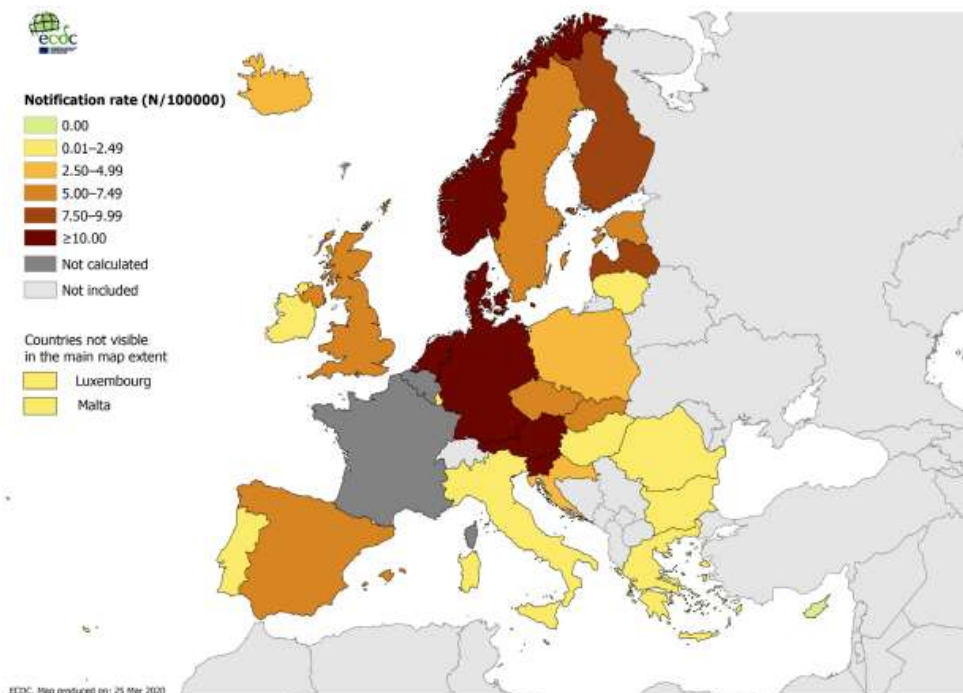 ecdc
Notification rate (N/100000)
0.00
0.01–2.49
2.50–4.99
5.00–7.49
7.50–9.99
≥10.00
Not calculated
Not included
Countries not visible
in the main map extent
Luxembourg
Malta
ECDC. Map produced on: 25 Mar 2020